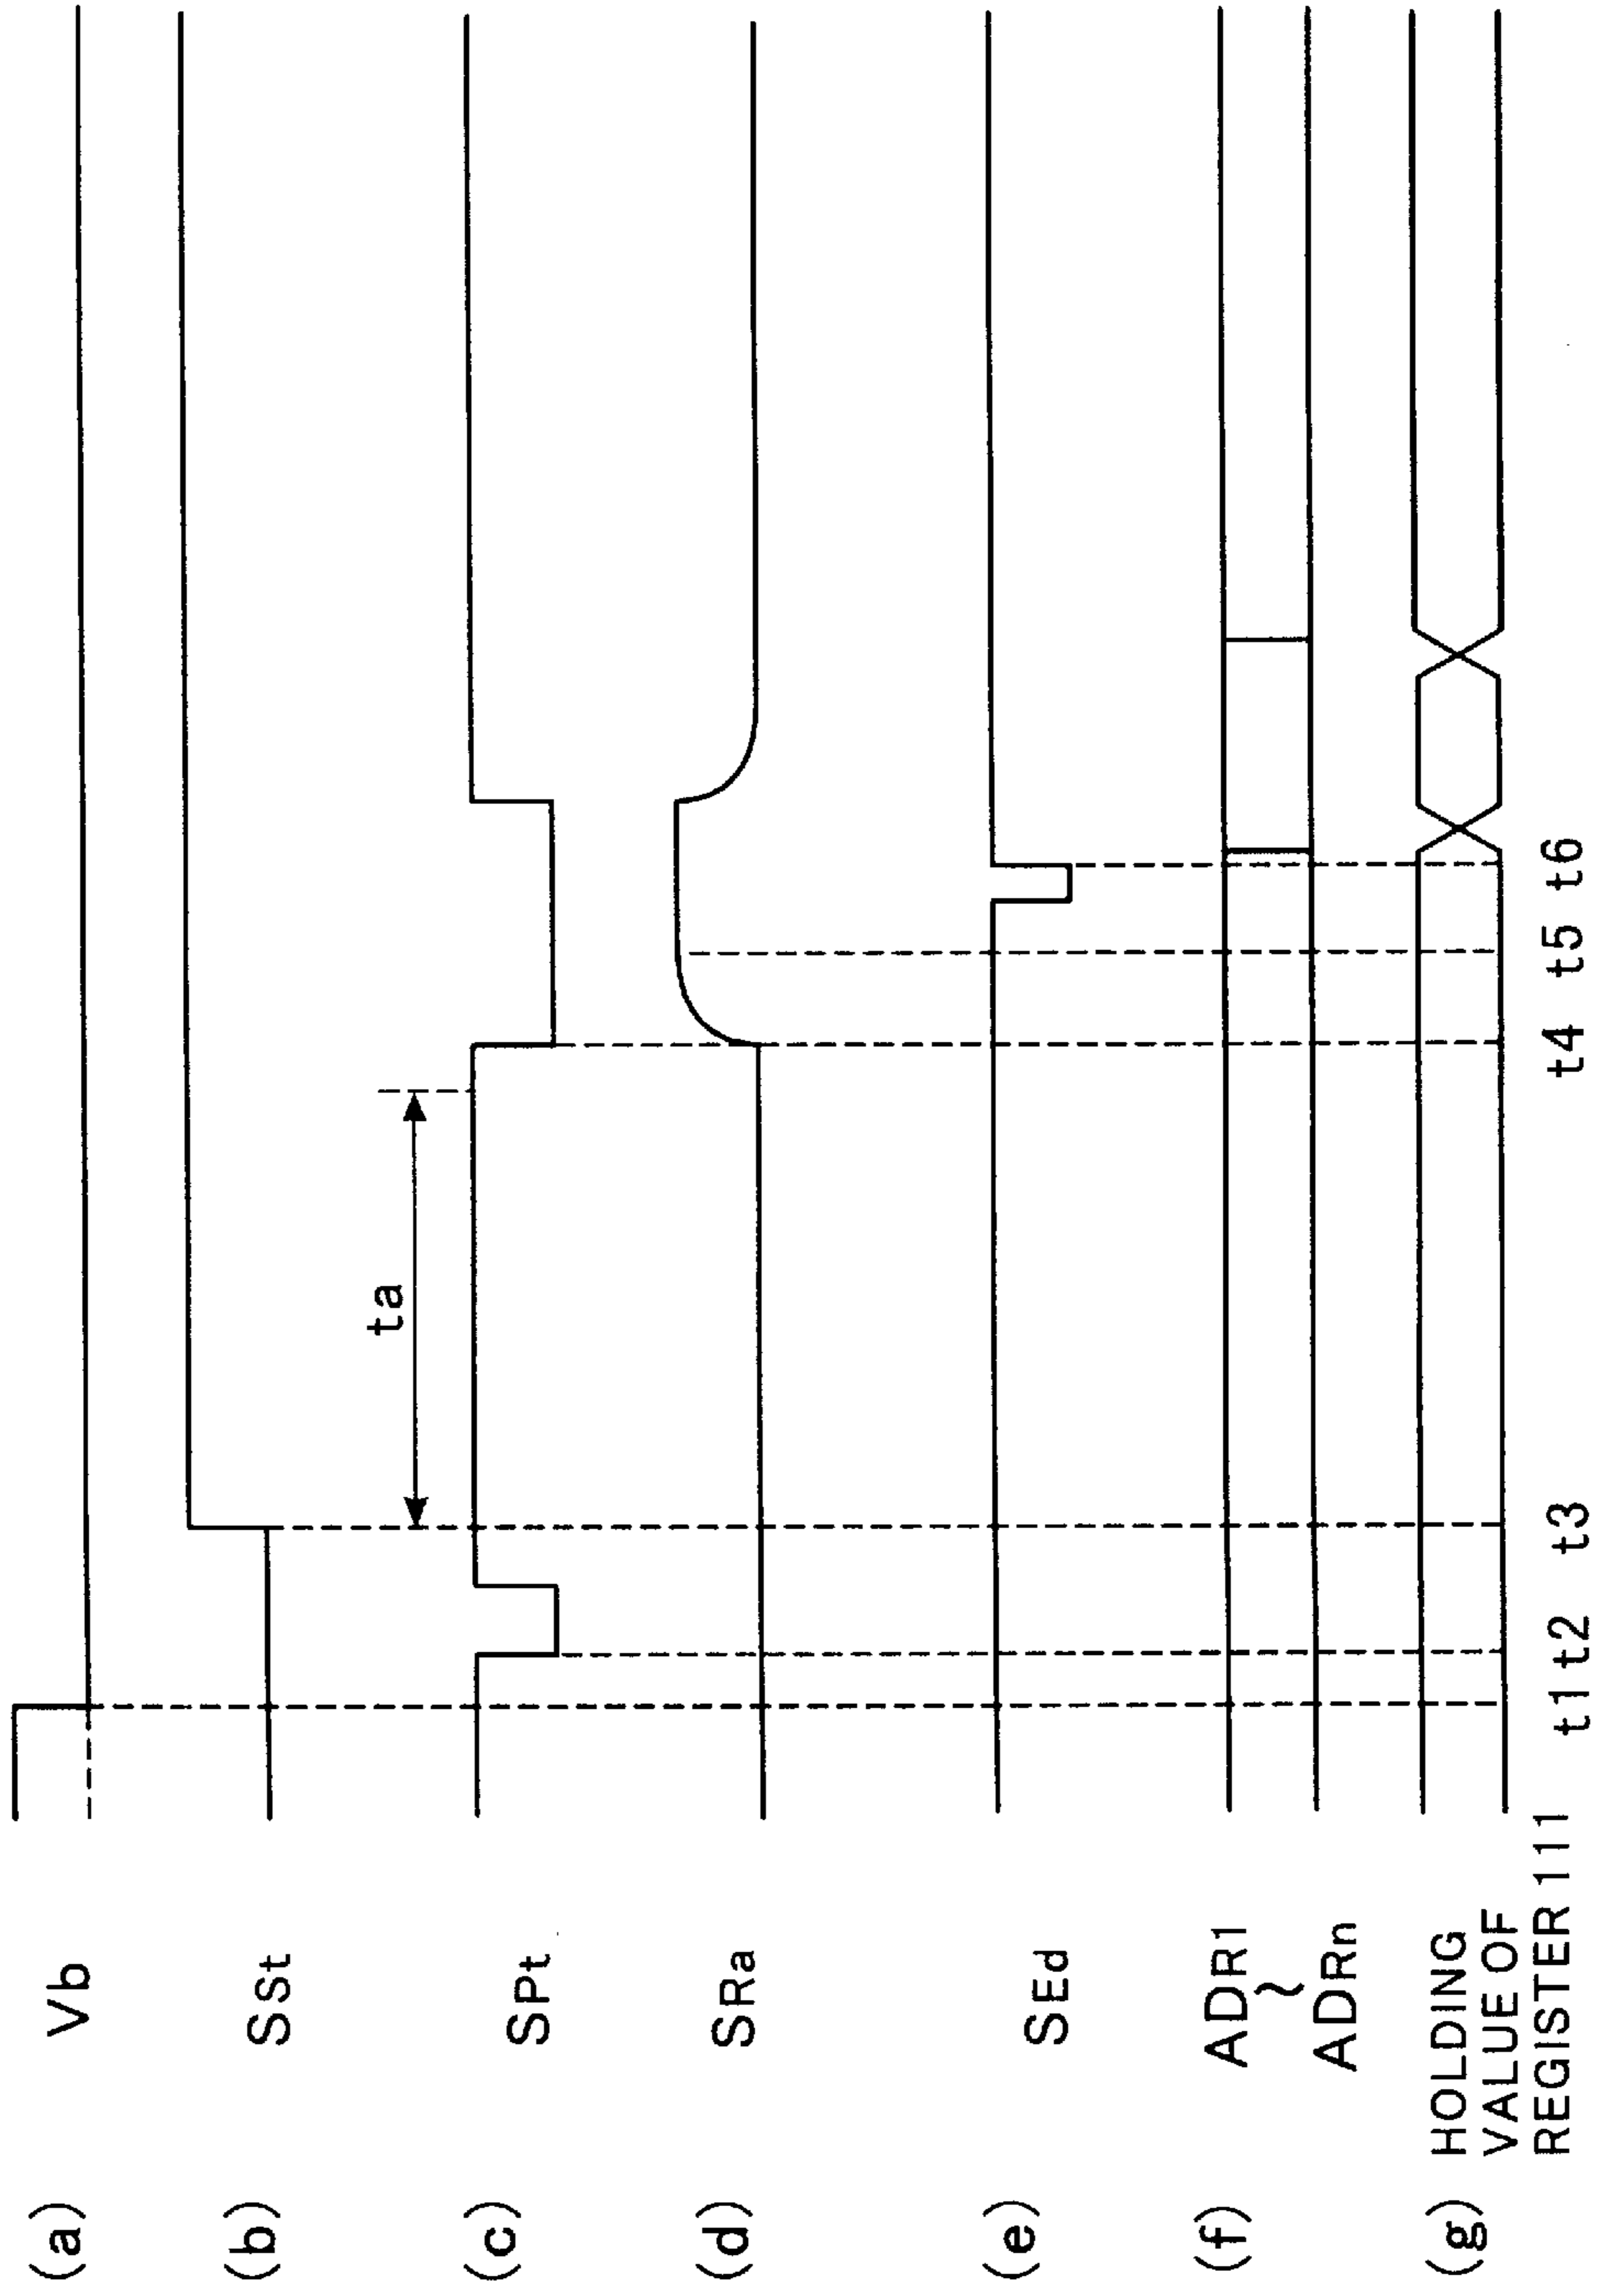 (a) Vb
(b) SSt
ta
(c) SPt
(d) SRa
(e) SEd
(f) ADR1
~
ADRn
(g) HOLDING
VALUE OF
REGISTER 111
t1 t2 t3 t4 t5 t6